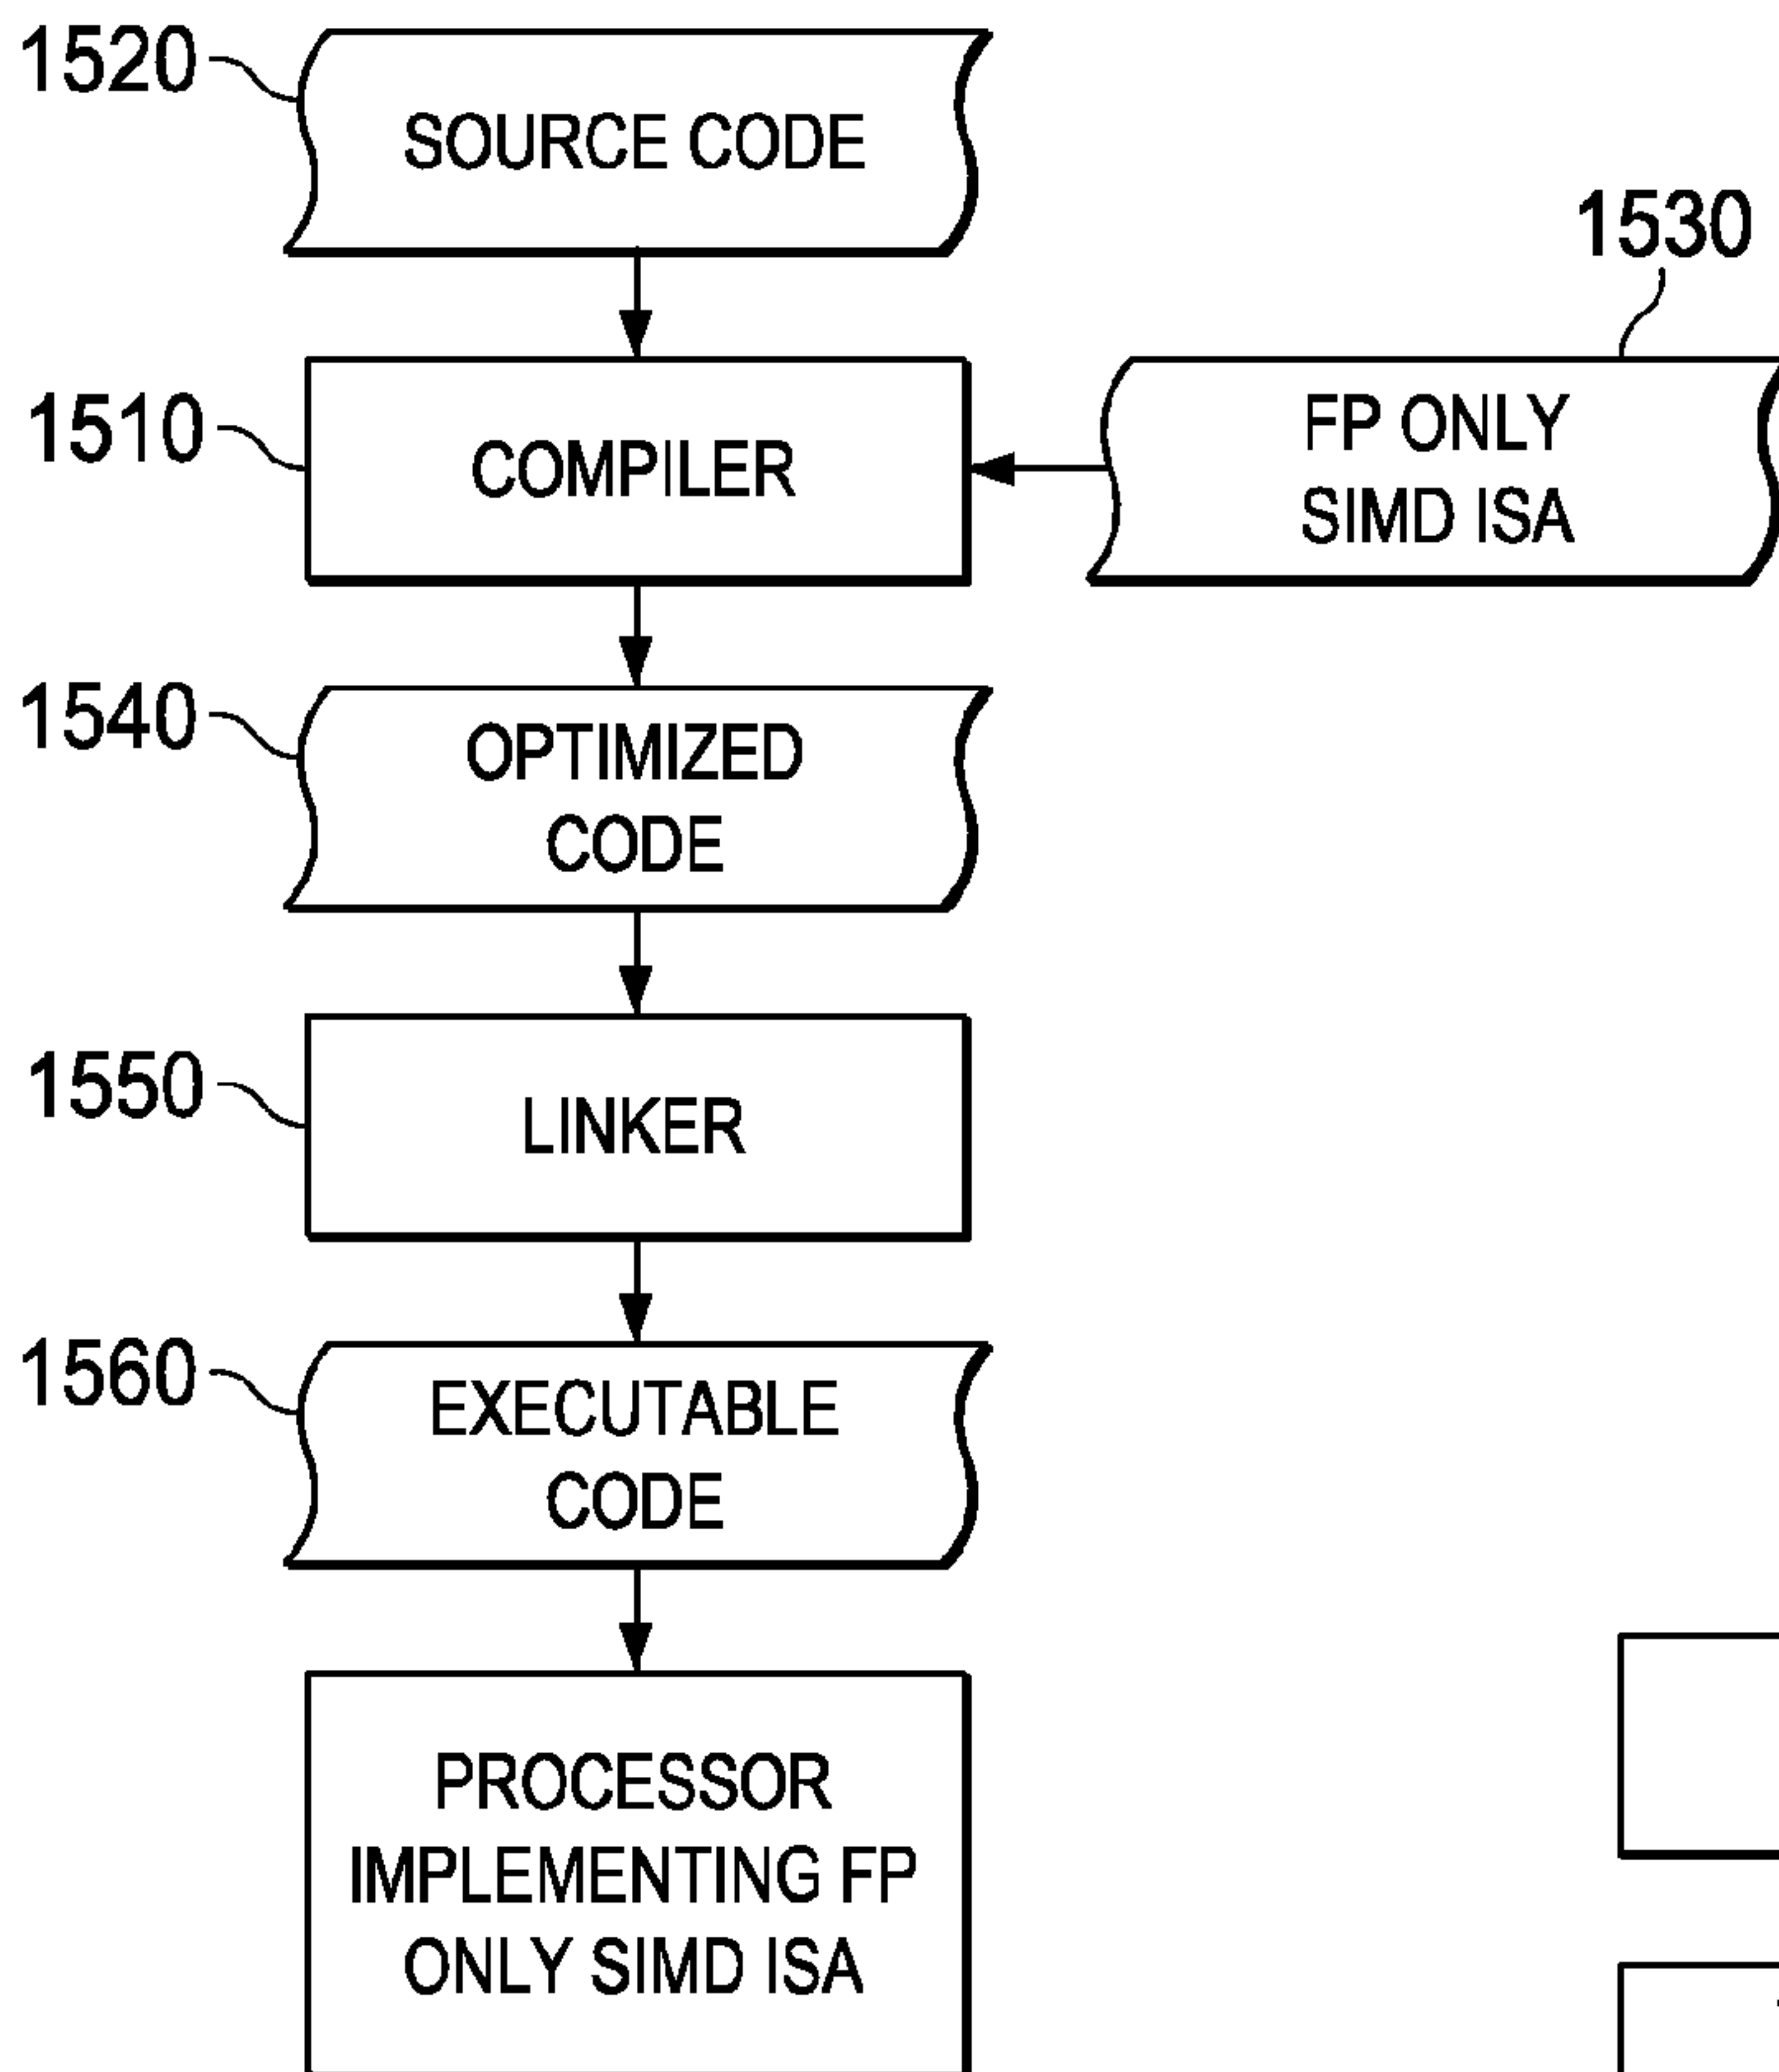 1520
SOURCE CODE
1530
1510
COMPILER
FP ONLY
SIMD ISA
1540
OPTIMIZED
CODE
1550
LINKER
1560
EXECUTABLE
CODE
PROCESSOR
IMPLEMENTING FP
ONLY SIMD ISA